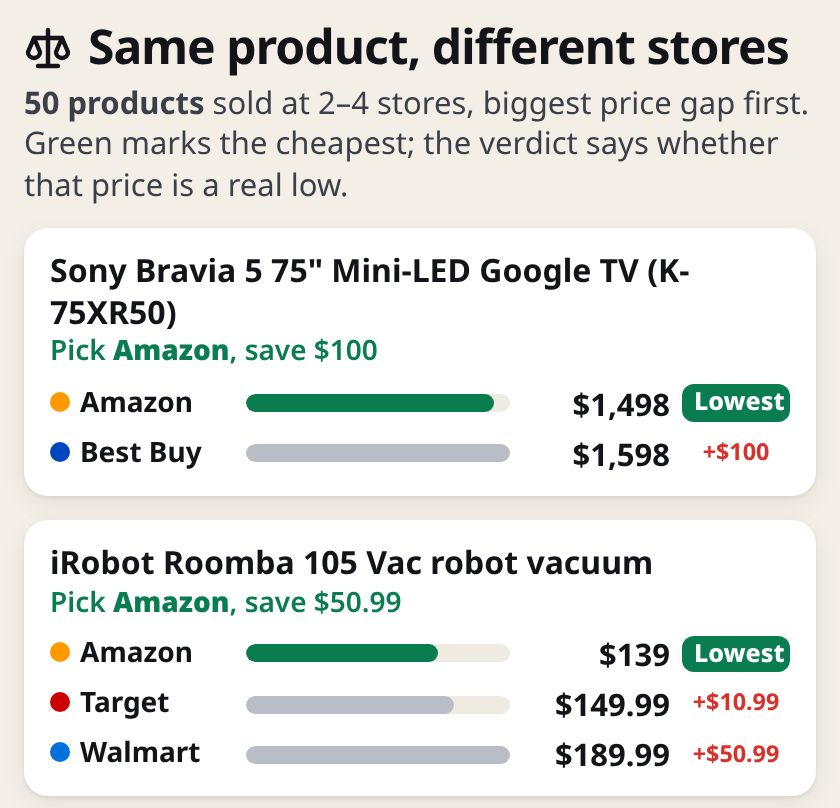 Same product, different stores
50 products sold at 2–4 stores, biggest price gap first.
Green marks the cheapest; the verdict says whether
that price is a real low.
Sony Bravia 5 75" Mini-LED Google TV (K-
75XR50)
Pick Amazon, save $100
Amazon $1,498 Lowest
Best Buy $1,598 +$100
iRobot Roomba 105 Vac robot vacuum
Pick Amazon, save $50.99
Amazon $139 Lowest
Target $149.99 +$10.99
Walmart $189.99 +$50.99